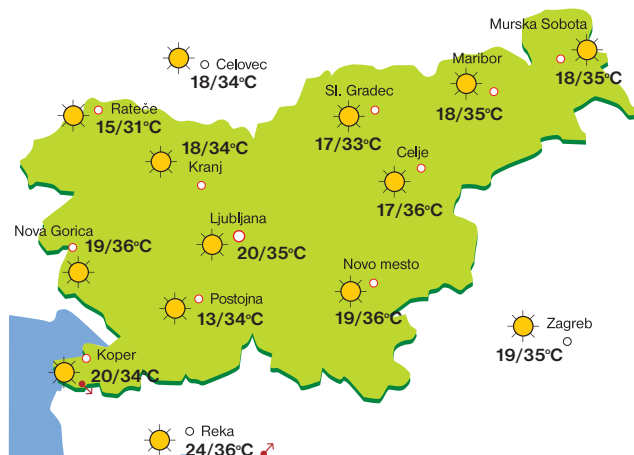 Murska Sobota
18/35°C
Celovec
18/34°C
Maribor
18/35°C
Sl. Gradec
17/33°C
Rateče
15/31°C
18/34°C
Kranj
Celje
17/36°C
Nova Gorica
19/36°C
Ljubljana
20/35°C
Novo mesto
19/36°C
Postojna
13/34°C
Zagreb
19/35°C
Koper
20/34°C
Reka
24/36°C